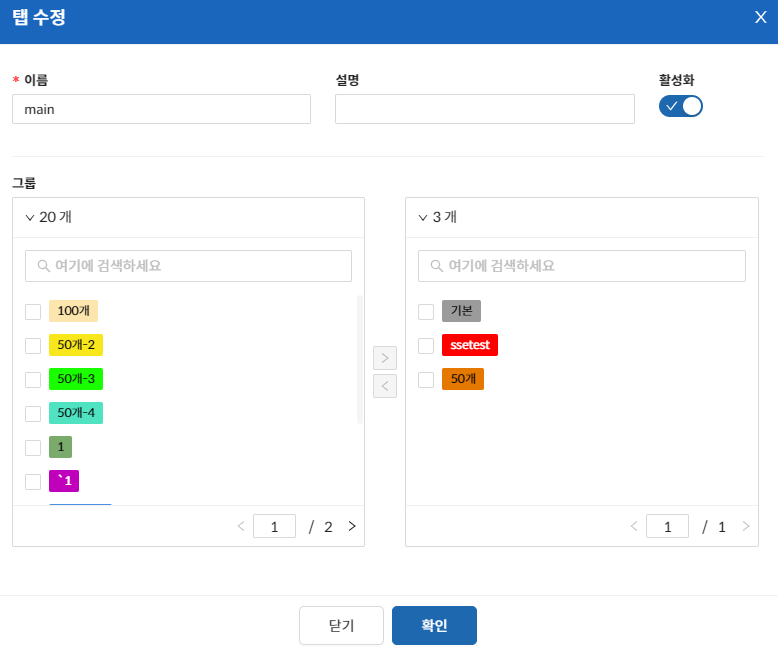 탭 수정 X
* 이름 설명 활성화
main
그룹
20 개 3 개
여기에 검색하세요 여기에 검색하세요
100개 기본
50개-2 ssetest
50개-3 50개
50개-4
1
`1
< 1 / 2 > < 1 / 1 >
닫기 확인